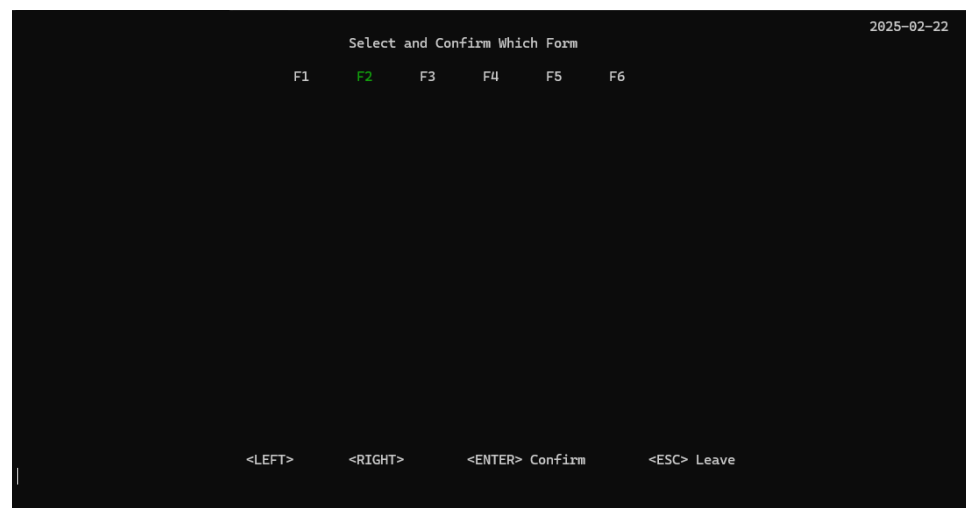 2025-02-22
Select and Confirm Which Form
F1 F2 F3 F4 F5 F6
<LEFT> <RIGHT> <ENTER> Confirm <ESC> Leave